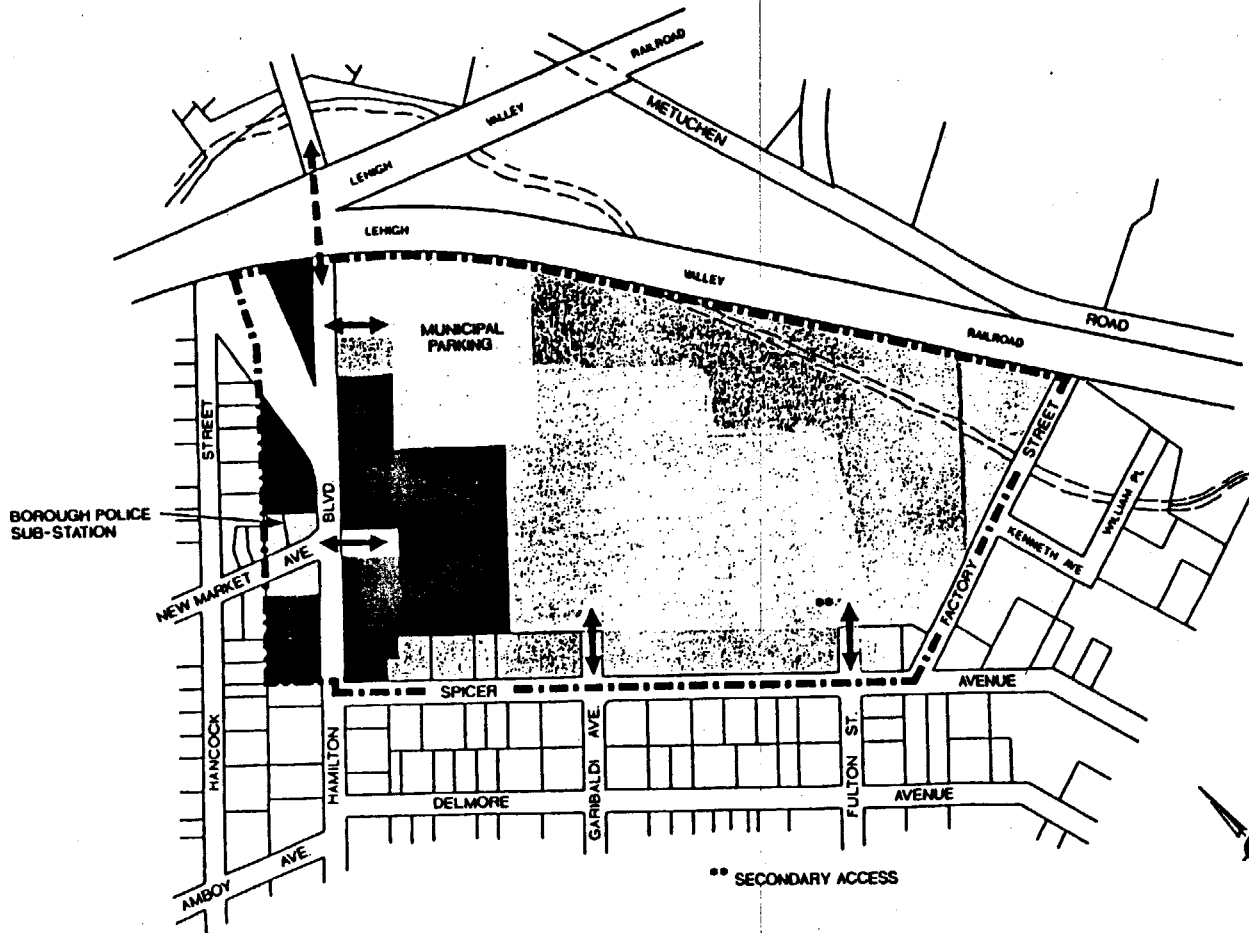 RAILROAD
VALLEY
LEHIGH
METUCHEN
LEHIGH
VALLEY
RAILROAD
ROAD
MUNICIPAL
PARKING
STREET
BLVD.
STREET
BOROUGH POLICE
SUB-STATION
NEW MARKET AVE.
WILLIAM PL.
KENNETH AVE
FACTORY
**
SPICER
AVENUE
HANCOCK
HAMILTON
GARIBALDI AVE.
FULTON ST.
DELMORE
AVENUE
AMBOY AVE.
** SECONDARY ACCESS